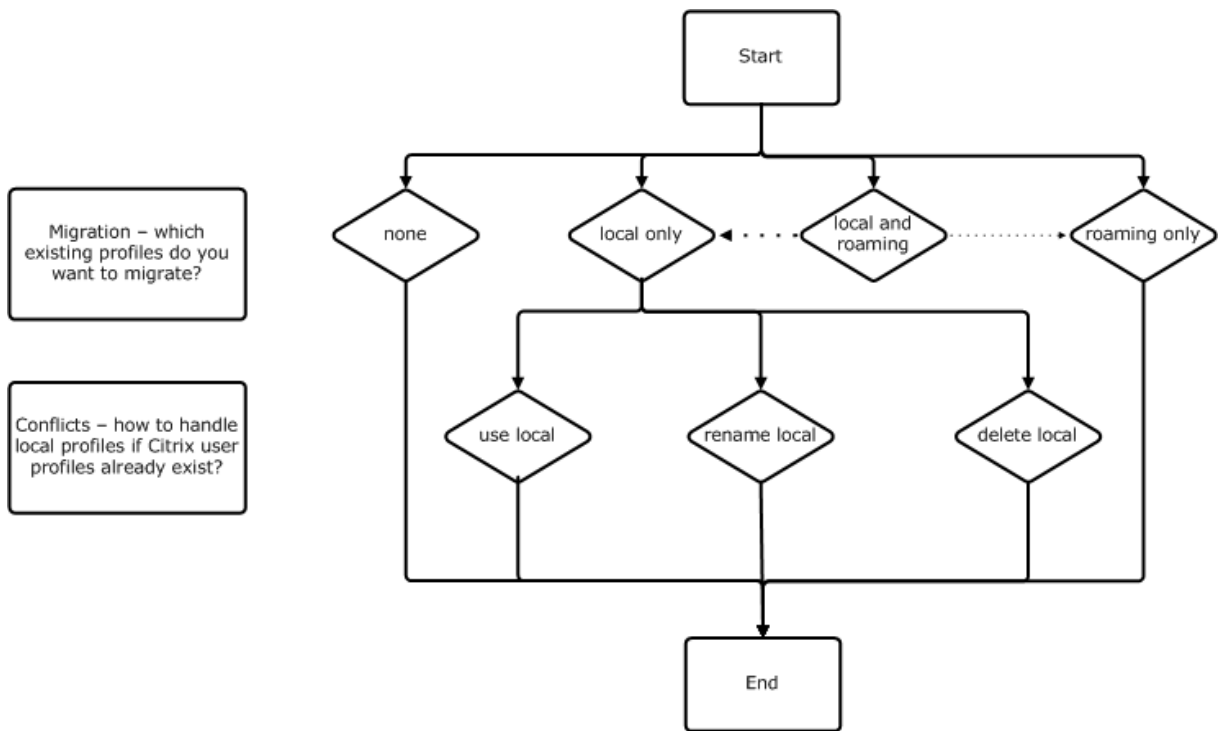 Start
Migration – which
existing profiles do you
want to migrate?
none
local only
local and
roaming
roaming only
Conflicts – how to handle
local profiles if Citrix user
profiles already exist?
use local
rename local
delete local
End